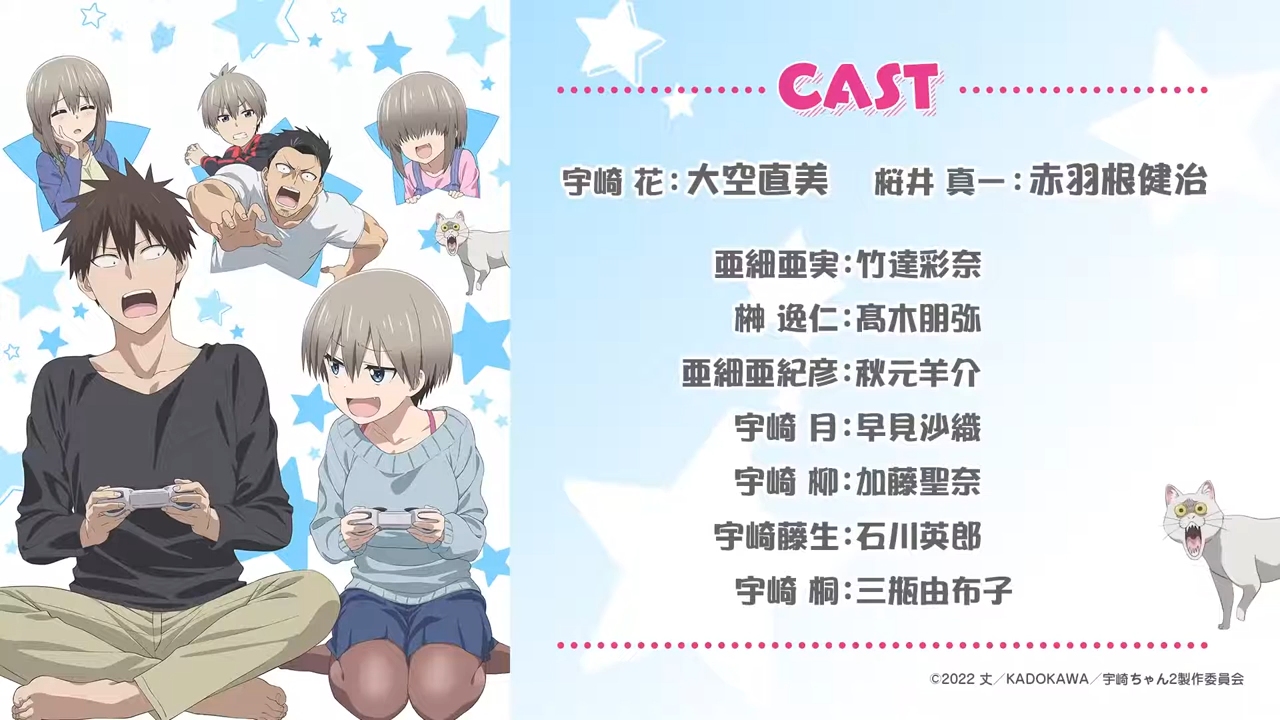 CAST
宇崎 花：大空直美 桜井 真一：赤羽根健治
亜細亜実：竹達彩奈
榊 逸仁：髙木朋弥
亜細亜紀彦：秋元羊介
宇崎 月：早見沙織
宇崎 柳：加藤聖奈
宇崎藤生：石川英郎
宇崎 桐：三瓶由布子
©2022 丈／KADOKAWA／宇崎ちゃん2製作委員会